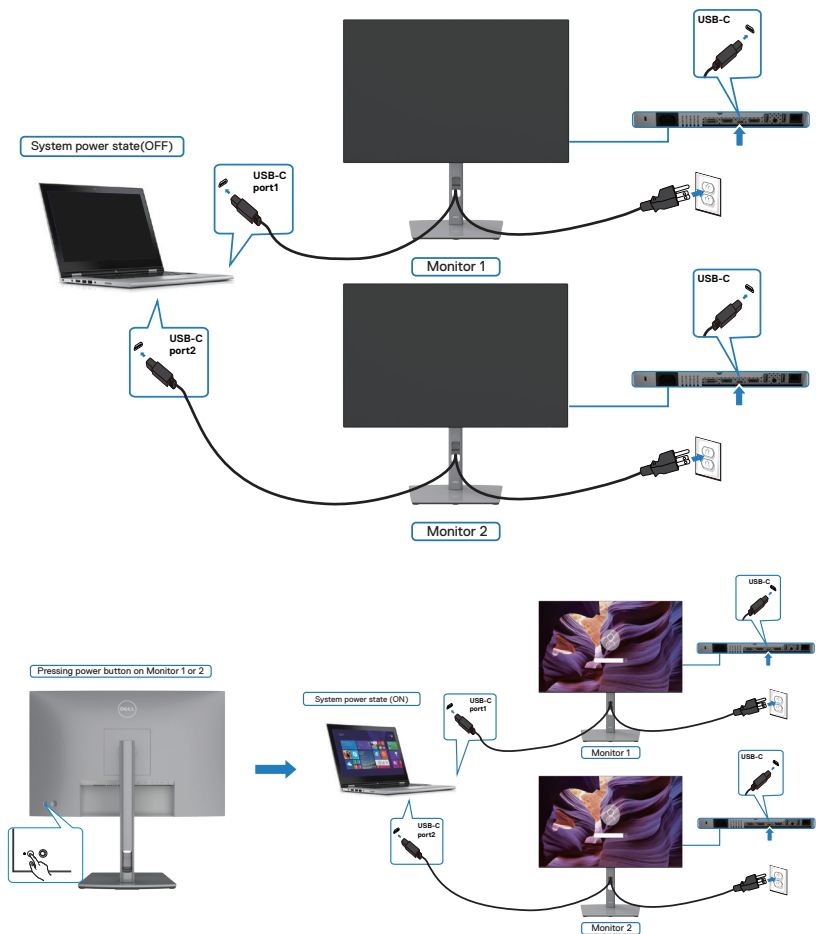 USB-C
System power state(OFF)
USB-C
port1
Monitor 1
USB-C
USB-C
port2
Monitor 2
USB-C
Pressing power button on Monitor 1 or 2
DELL
System power state (ON)
USB-C
port1
Monitor 1
USB-C
USB-C
port2
Monitor 2